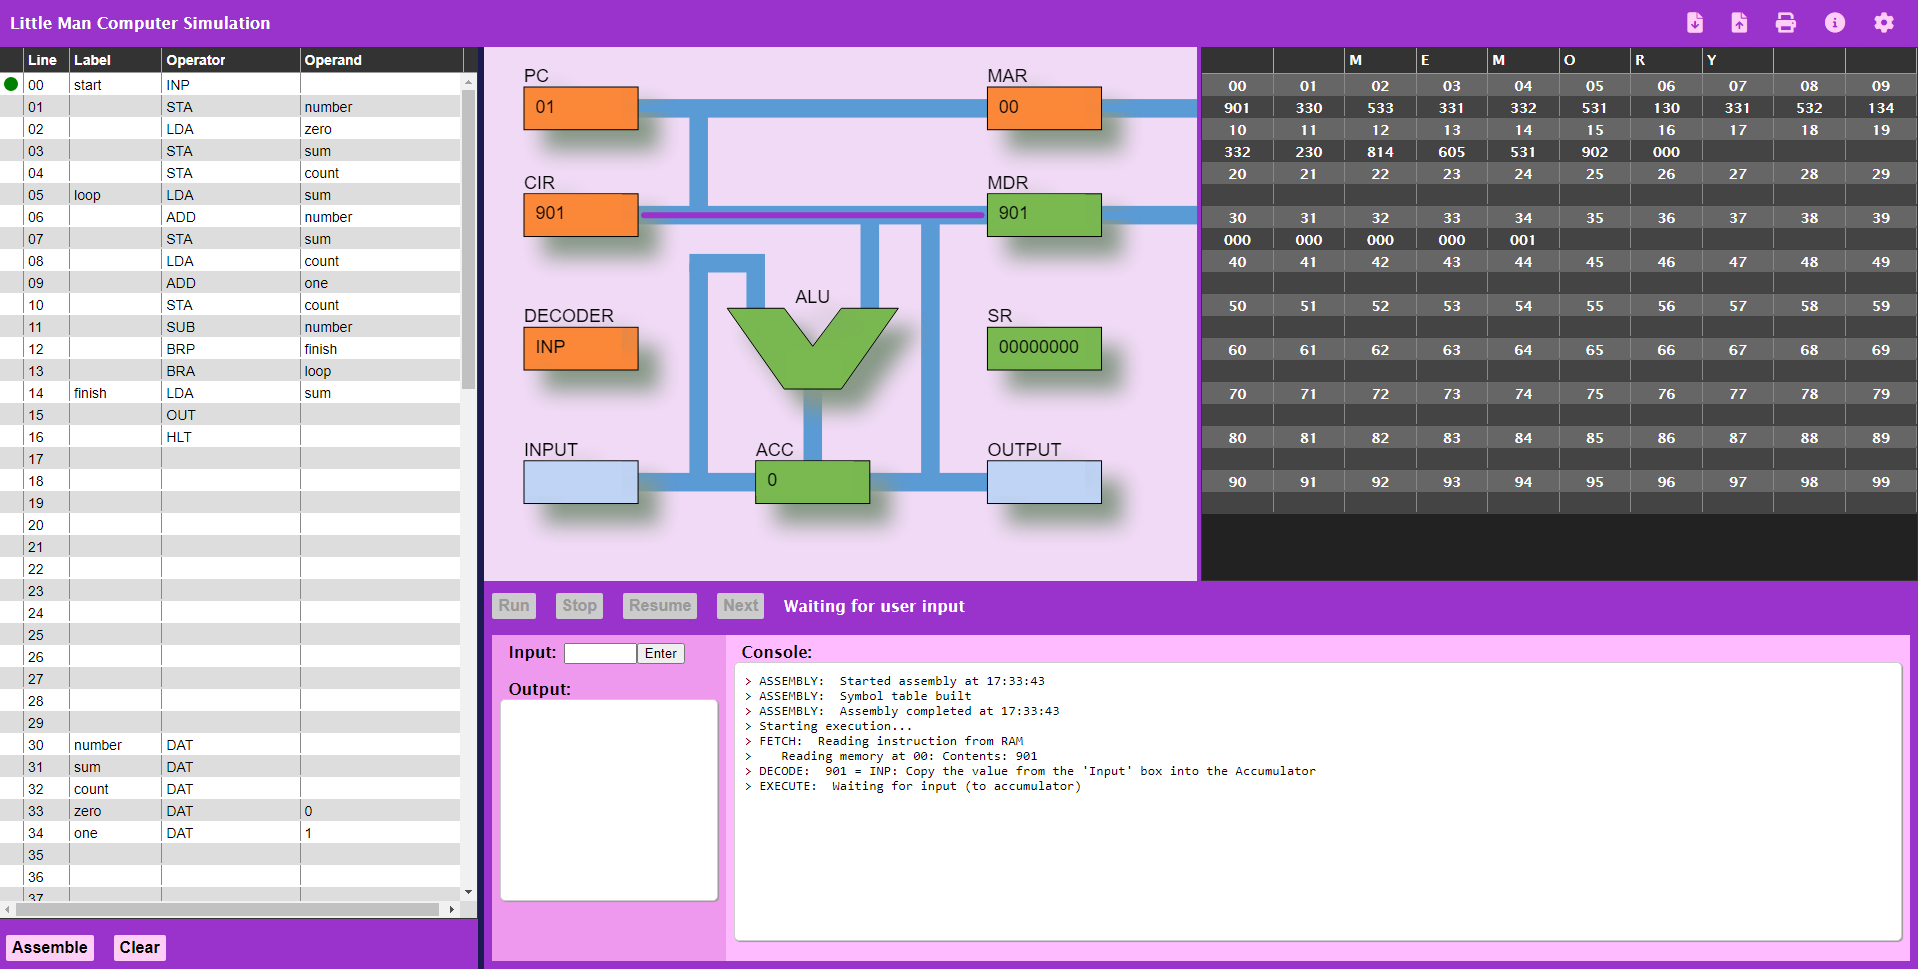 Little Man Computer Simulation
Line Label Operator Operand
00 start INP
01 STA number
02 LDA zero
03 STA sum
04 STA count
05 loop LDA sum
06 ADD number
07 STA sum
08 LDA count
09 ADD one
10 STA count
11 SUB number
12 BRP finish
13 BRA loop
14 finish LDA sum
15 OUT
16 HLT
17
18
19
20
21
22
23
24
25
26
27
28
29
30 number DAT
31 sum DAT
32 count DAT
33 zero DAT 0
34 one DAT 1
35
36
37
Assemble Clear
PC MAR
01 00
CIR MDR
901 901
ALU
DECODER SR
INP 00000000
INPUT ACC OUTPUT
0
M E M O R Y
00 01 02 03 04 05 06 07 08 09
901 330 533 331 332 531 130 331 532 134
10 11 12 13 14 15 16 17 18 19
332 230 814 605 531 902 000
20 21 22 23 24 25 26 27 28 29
30 31 32 33 34 35 36 37 38 39
000 000 000 000 001
40 41 42 43 44 45 46 47 48 49
50 51 52 53 54 55 56 57 58 59
60 61 62 63 64 65 66 67 68 69
70 71 72 73 74 75 76 77 78 79
80 81 82 83 84 85 86 87 88 89
90 91 92 93 94 95 96 97 98 99
Run Stop Resume Next Waiting for user input
Input: Enter
Output:
Console:
> ASSEMBLY: Started assembly at 17:33:43
> ASSEMBLY: Symbol table built
> ASSEMBLY: Assembly completed at 17:33:43
> Starting execution...
> FETCH: Reading instruction from RAM
> Reading memory at 00: Contents: 901
> DECODE: 901 = INP: Copy the value from the 'Input' box into the Accumulator
> EXECUTE: Waiting for input (to accumulator)